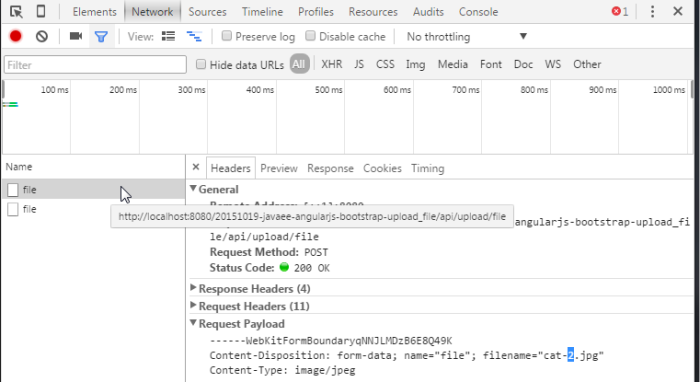 Elements Network Sources Timeline Profiles Resources Audits Console 1
View: Preserve log Disable cache No throttling
Filter Hide data URLs All XHR JS CSS Img Media Font Doc WS Other
100 ms 200 ms 300 ms 400 ms 500 ms 600 ms 700 ms 800 ms 900 ms 1000 ms
Name
Headers Preview Response Cookies Timing
file
file
General
http://localhost:8080/20151019-javaee-angularjs-bootstrap-upload_file/api/upload/file
angularjs-bootstrap-upload_fi
le/api/upload/file
Request Method: POST
Status Code: 200 OK
Response Headers (4)
Request Headers (11)
Request Payload
------WebKitFormBoundaryqNNJLMDzB6E8Q49K
Content-Disposition: form-data; name="file"; filename="cat-2.jpg"
Content-Type: image/jpeg